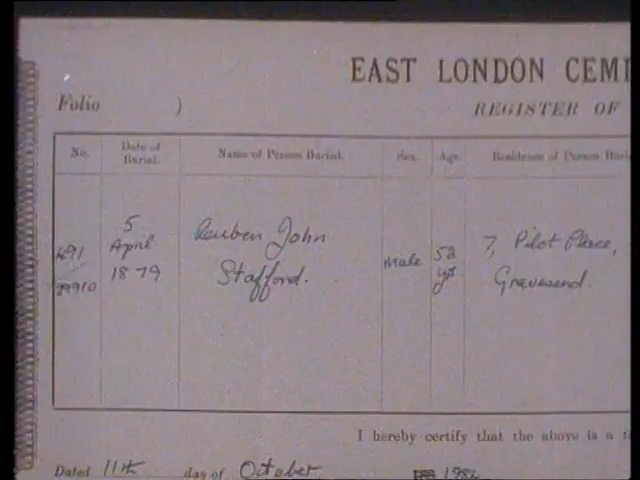 EAST LONDON CEM
Folio )
REGISTER OF
No. Date of Burial. Name of Person Buried. Sex. Age. Residence of Person Buri
5
April
1879
Reuben John
Stafford.
Male
52
yrs
7, Pilot Place,
Gravesend.
I hereby certify that the above is a
Dated 11th day of October 198